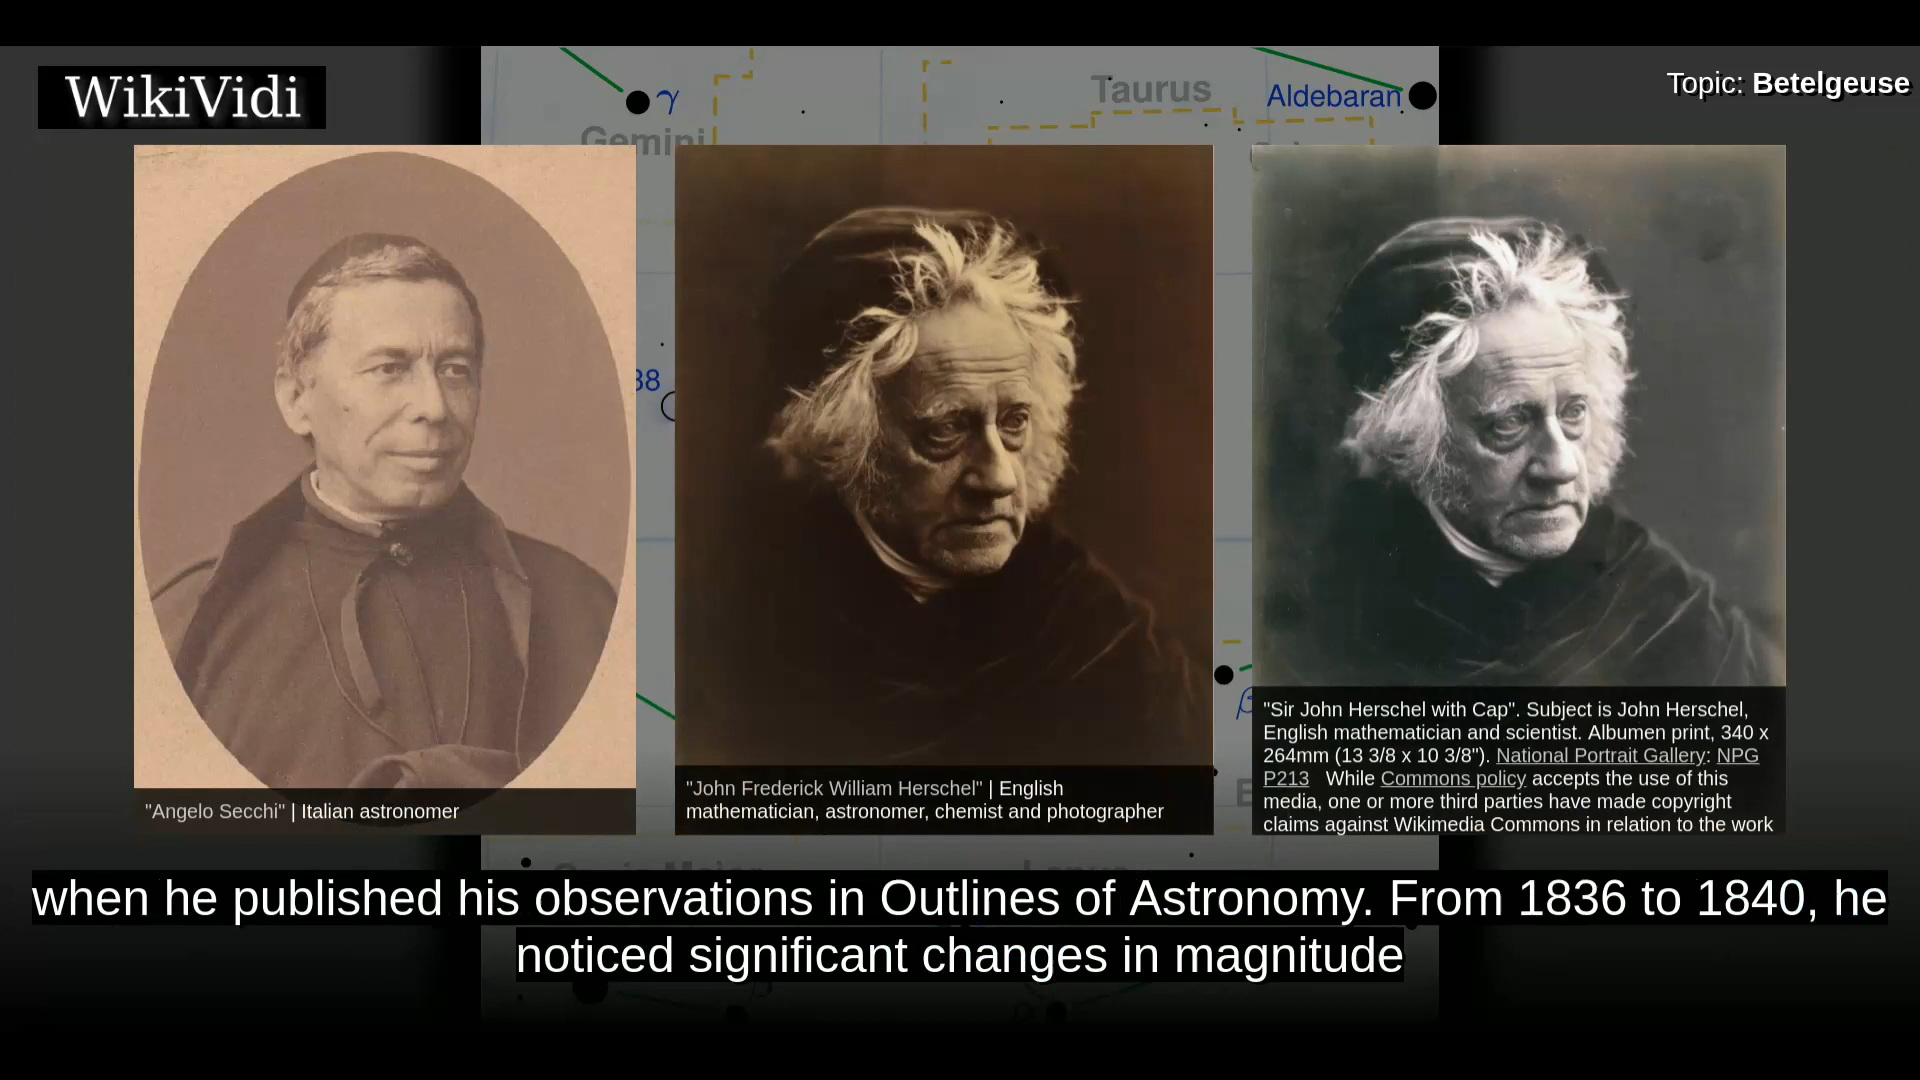 WikiVidi
Topic: Betelgeuse
γ
Taurus
Aldebaran
Gemini
38
β
"Angelo Secchi" | Italian astronomer
"John Frederick William Herschel" | English
mathematician, astronomer, chemist and photographer
"Sir John Herschel with Cap". Subject is John Herschel,
English mathematician and scientist. Albumen print, 340 x
264mm (13 3/8 x 10 3/8"). National Portrait Gallery: NPG
P213 While Commons policy accepts the use of this
media, one or more third parties have made copyright
claims against Wikimedia Commons in relation to the work
when he published his observations in Outlines of Astronomy. From 1836 to 1840, he
noticed significant changes in magnitude